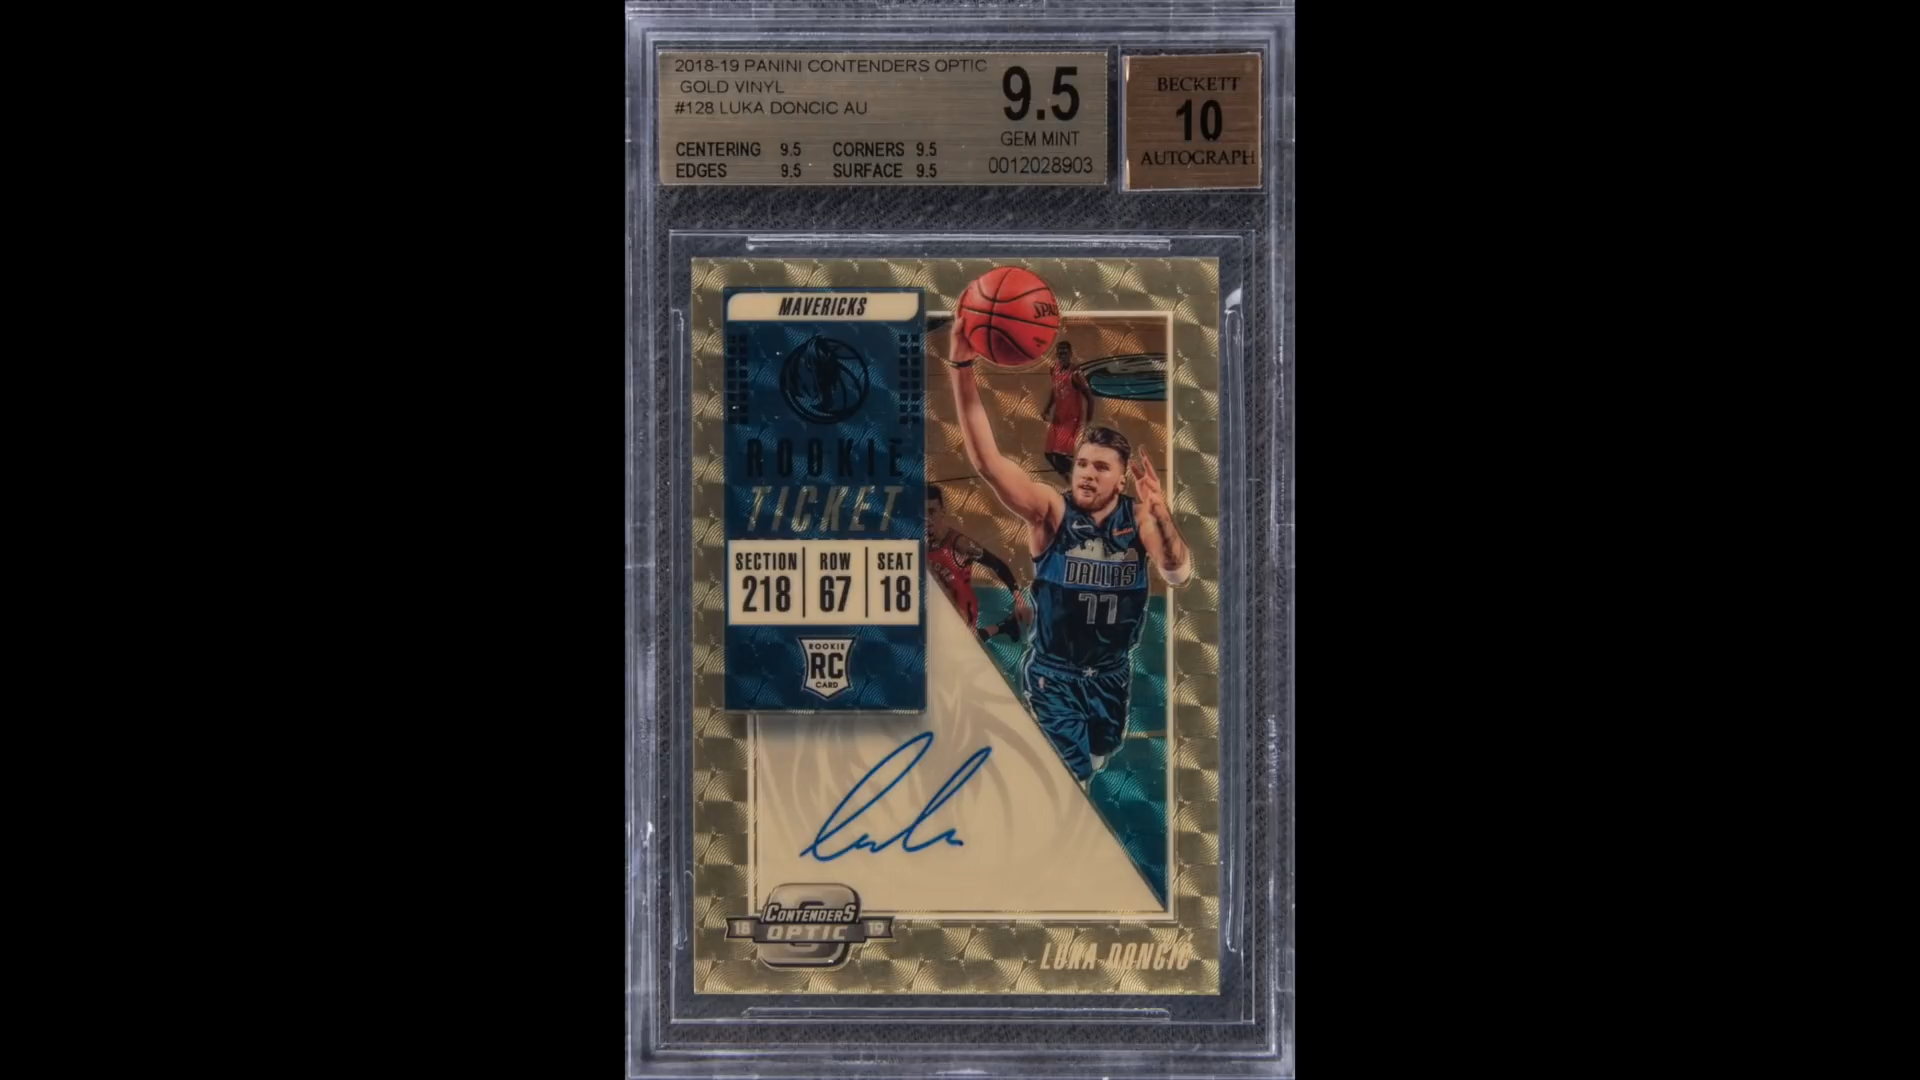 2018-19 PANINI CONTENDERS OPTIC
GOLD VINYL
#128 LUKA DONCIC AU
CENTERING 9.5 CORNERS 9.5
EDGES 9.5 SURFACE 9.5
9.5
GEM MINT
0012028903
BECKETT
10
AUTOGRAPH
MAVERICKS
ROOKIE
TICKET
SECTION ROW SEAT
218 67 18
ROOKIE
RC
CARD
DALLAS
77
CONTENDERS
18 OPTIC 19
LUKA DONCIC